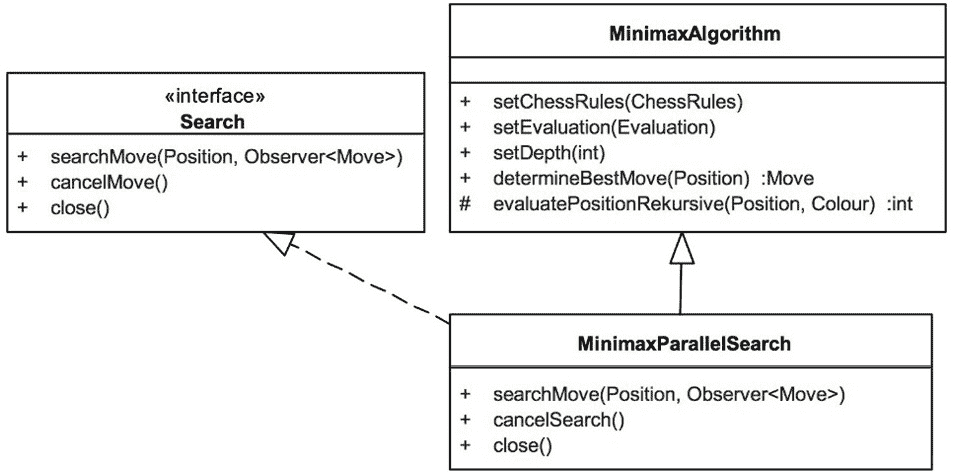 «interface»
Search
+ searchMove(Position, Observer<Move>)
+ cancelMove()
+ close()
MinimaxAlgorithm
+ setChessRules(ChessRules)
+ setEvaluation(Evaluation)
+ setDepth(int)
+ determineBestMove(Position) :Move
# evaluatePositionRekursive(Position, Colour) :int
MinimaxParallelSearch
+ searchMove(Position, Observer<Move>)
+ cancelSearch()
+ close()